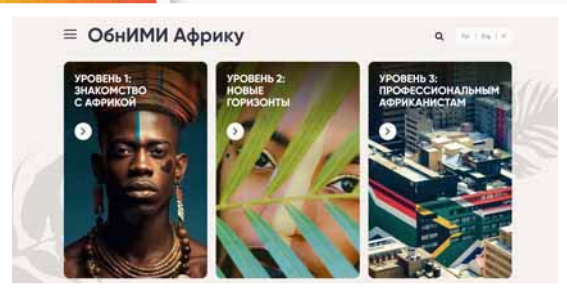 ОбнИМИ Африку
УРОВЕНЬ 1:
ЗНАКОМСТВО
С АФРИКОЙ
УРОВЕНЬ 2:
НОВЫЕ
ГОРИЗОНТЫ
УРОВЕНЬ 3:
ПРОФЕССИОНАЛЬНЫМ
АФРИКАНИСТАМ